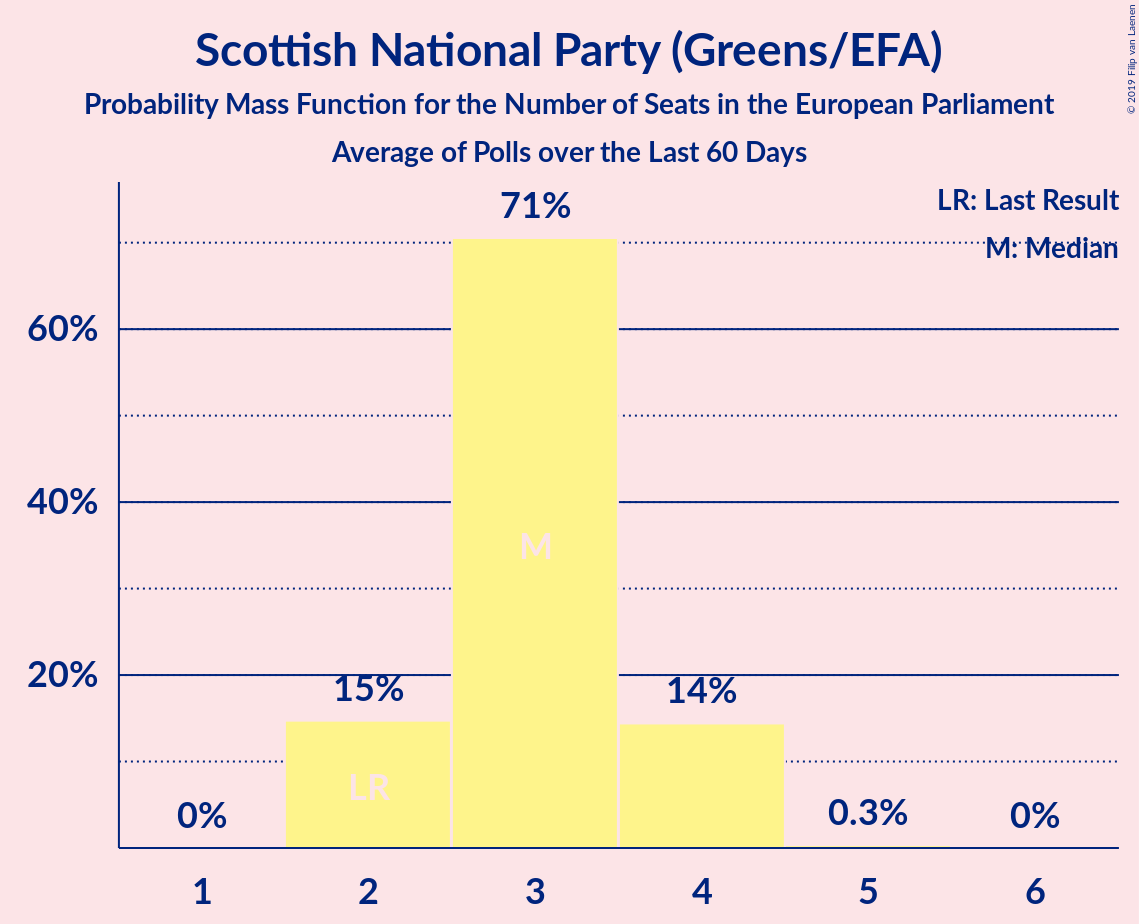 Scottish National Party (Greens/EFA)
Probability Mass Function for the Number of Seats in the European Parliament
Average of Polls over the Last 60 Days
© 2019 Filip van Laenen
LR: Last Result
M: Median
71%
60%
40%
20%
15%
14%
0%
0.3%
0%
M
LR
1 2 3 4 5 6